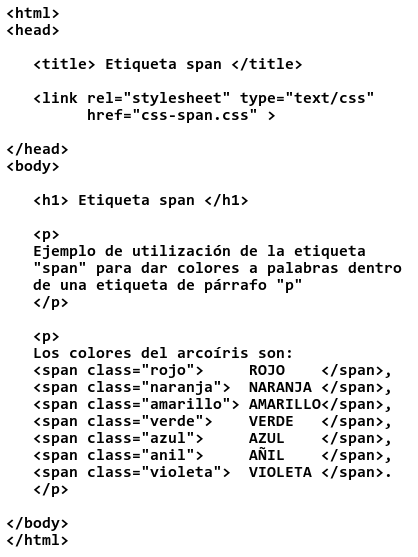 <html>
<head>
<title> Etiqueta span </title>
<link rel="stylesheet" type="text/css"
href="css-span.css" >
</head>
<body>
<h1> Etiqueta span </h1>
<p>
Ejemplo de utilización de la etiqueta
"span" para dar colores a palabras dentro
de una etiqueta de párrafo "p"
</p>
<p>
Los colores del arcoíris son:
<span class="rojo">     ROJO    </span>,
<span class="naranja">  NARANJA </span>,
<span class="amarillo"> AMARILLO</span>,
<span class="verde">    VERDE   </span>,
<span class="azul">     AZUL    </span>,
<span class="anil">     AÑIL    </span>,
<span class="violeta">  VIOLETA </span>.
</p>
</body>
</html>